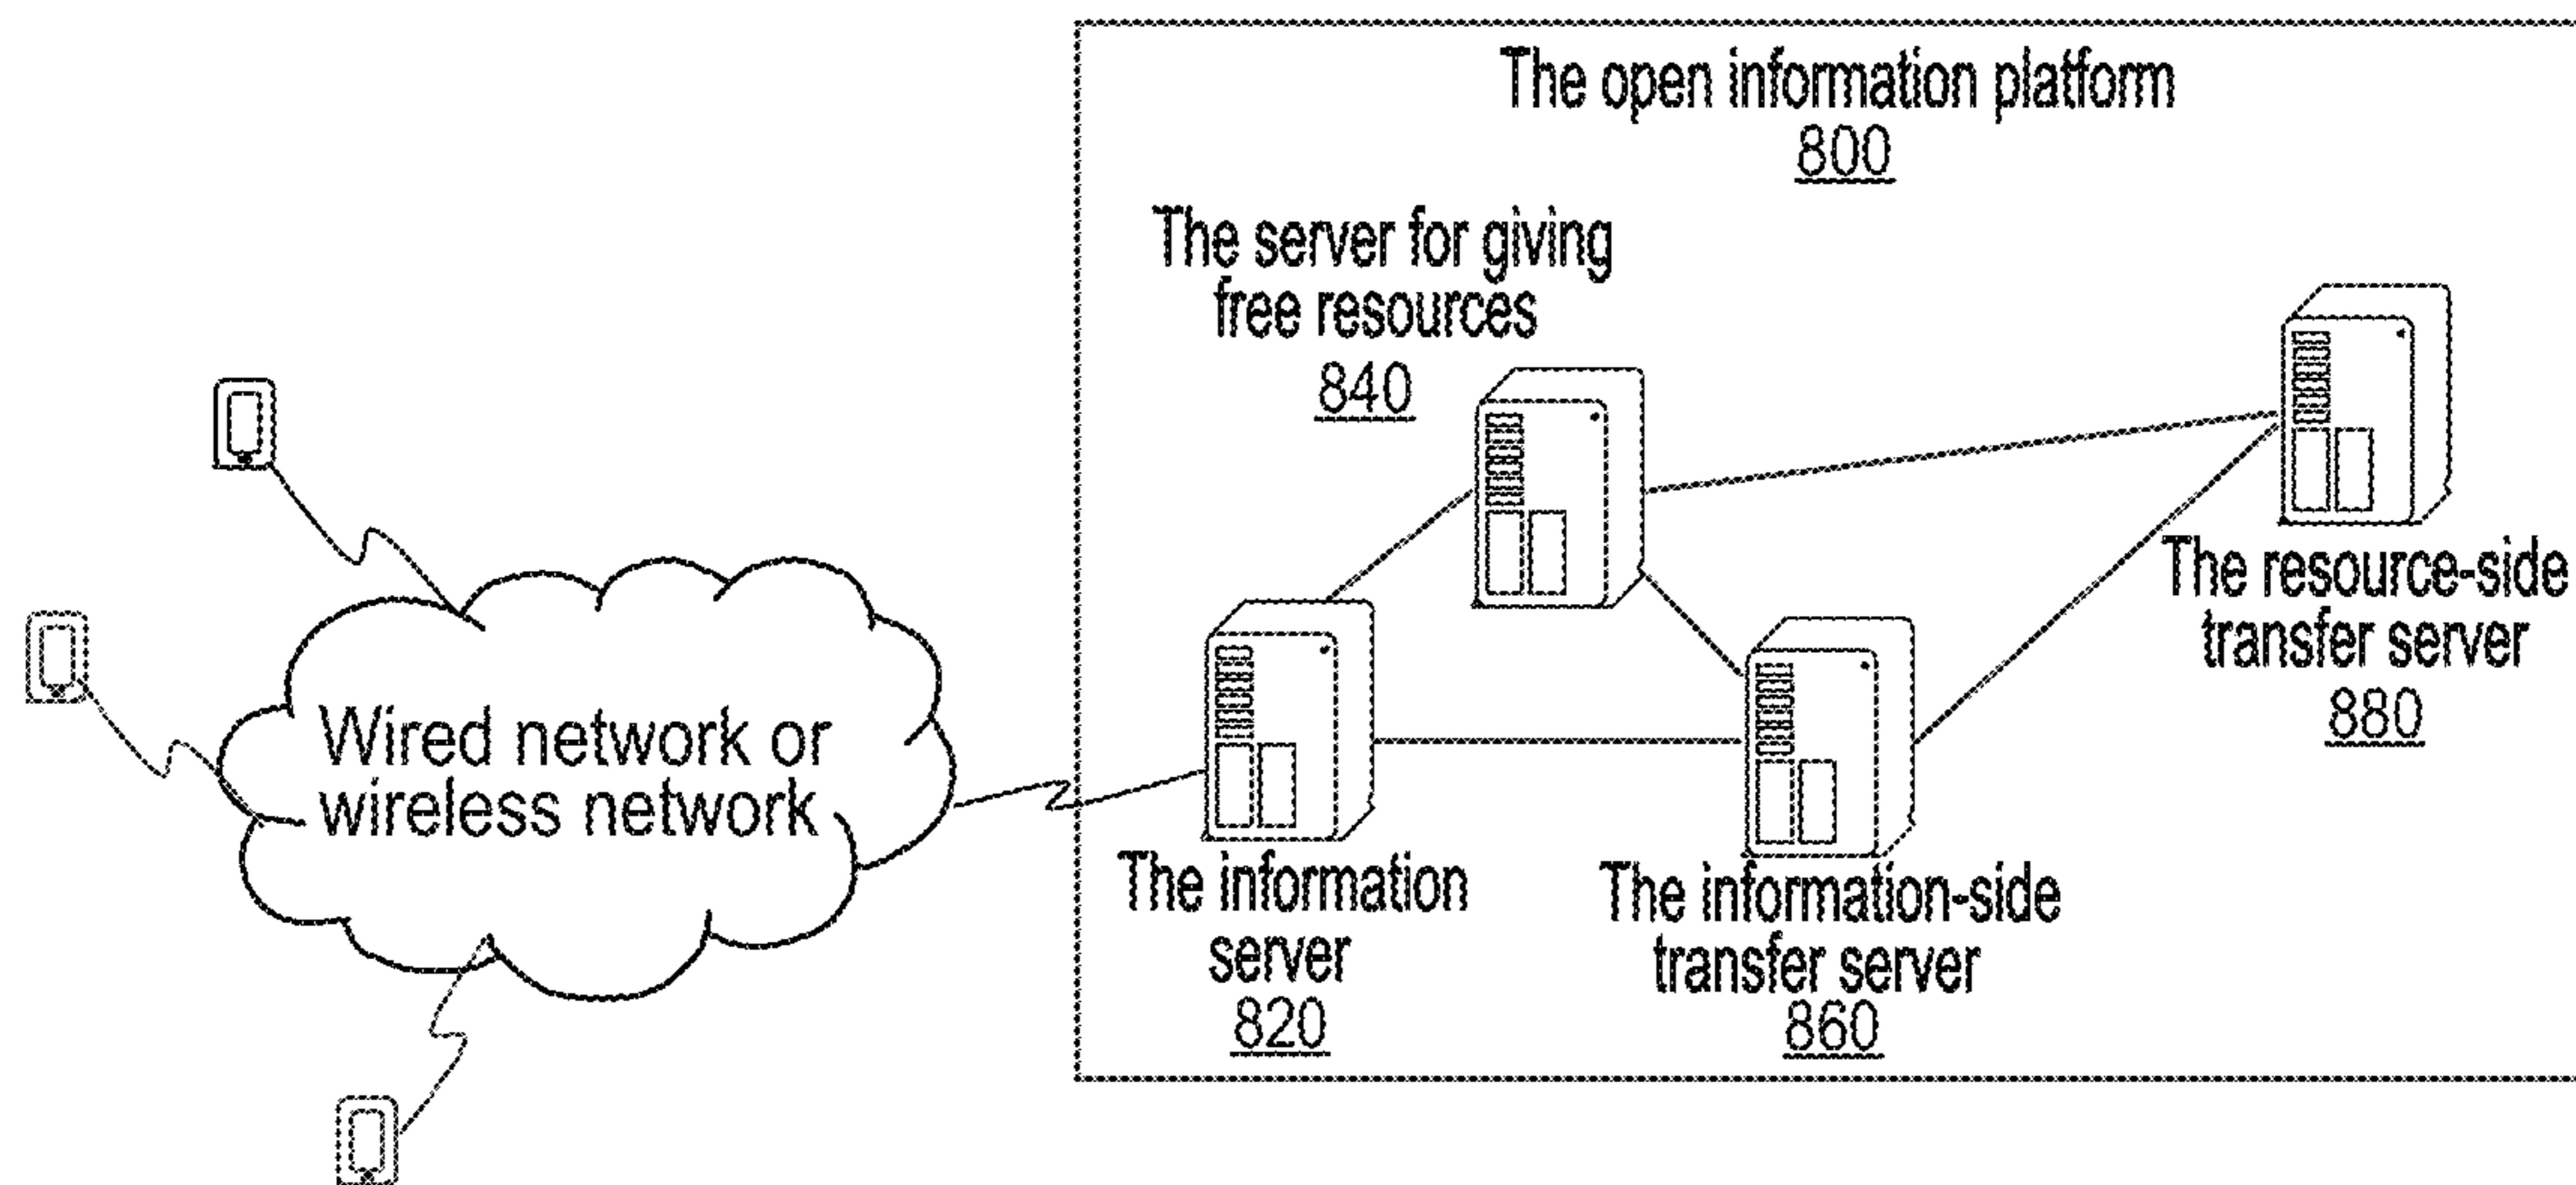 The open information platform
800
The server for giving
free resources
840
The resource-side
transfer server
880
Wired network or
wireless network
The information
server
820
The information-side
transfer server
860